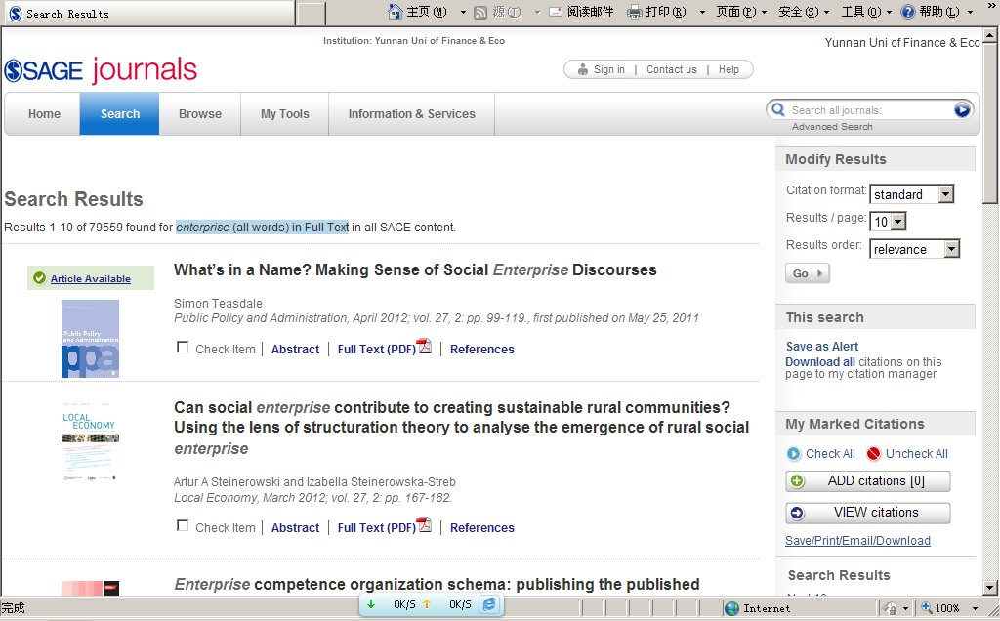 Search Results
主页(M)
源(J)
阅读邮件
打印(R)
页面(P)
安全(S)
工具(O)
帮助(L)
Institution: Yunnan Uni of Finance & Eco
Yunnan Uni of Finance & Eco
SAGE journals
Sign in | Contact us | Help
Home
Search
Browse
My Tools
Information & Services
Search all journals:
Advanced Search
Search Results
Results 1-10 of 79559 found for enterprise (all words) in Full Text in all SAGE content.
Article Available
Public Policy
and Administration
ppa
What's in a Name? Making Sense of Social Enterprise Discourses
Simon Teasdale
Public Policy and Administration, April 2012; vol. 27, 2: pp. 99-119., first published on May 25, 2011
Check Item | Abstract | Full Text (PDF) | References
LOCAL
ECONOMY
Can social enterprise contribute to creating sustainable rural communities?
Using the lens of structuration theory to analyse the emergence of rural social
enterprise
Artur A Steinerowski and Izabella Steinerowska-Streb
Local Economy, March 2012; vol. 27, 2: pp. 167-182.
Check Item | Abstract | Full Text (PDF) | References
Enterprise competence organization schema: publishing the published
Modify Results
Citation format: standard
Results / page: 10
Results order: relevance
Go
This search
Save as Alert
Download all citations on this
page to my citation manager
My Marked Citations
Check All Uncheck All
ADD citations [0]
VIEW citations
Save/Print/Email/Download
Search Results
完成
0K/S
0K/S
Internet
100%